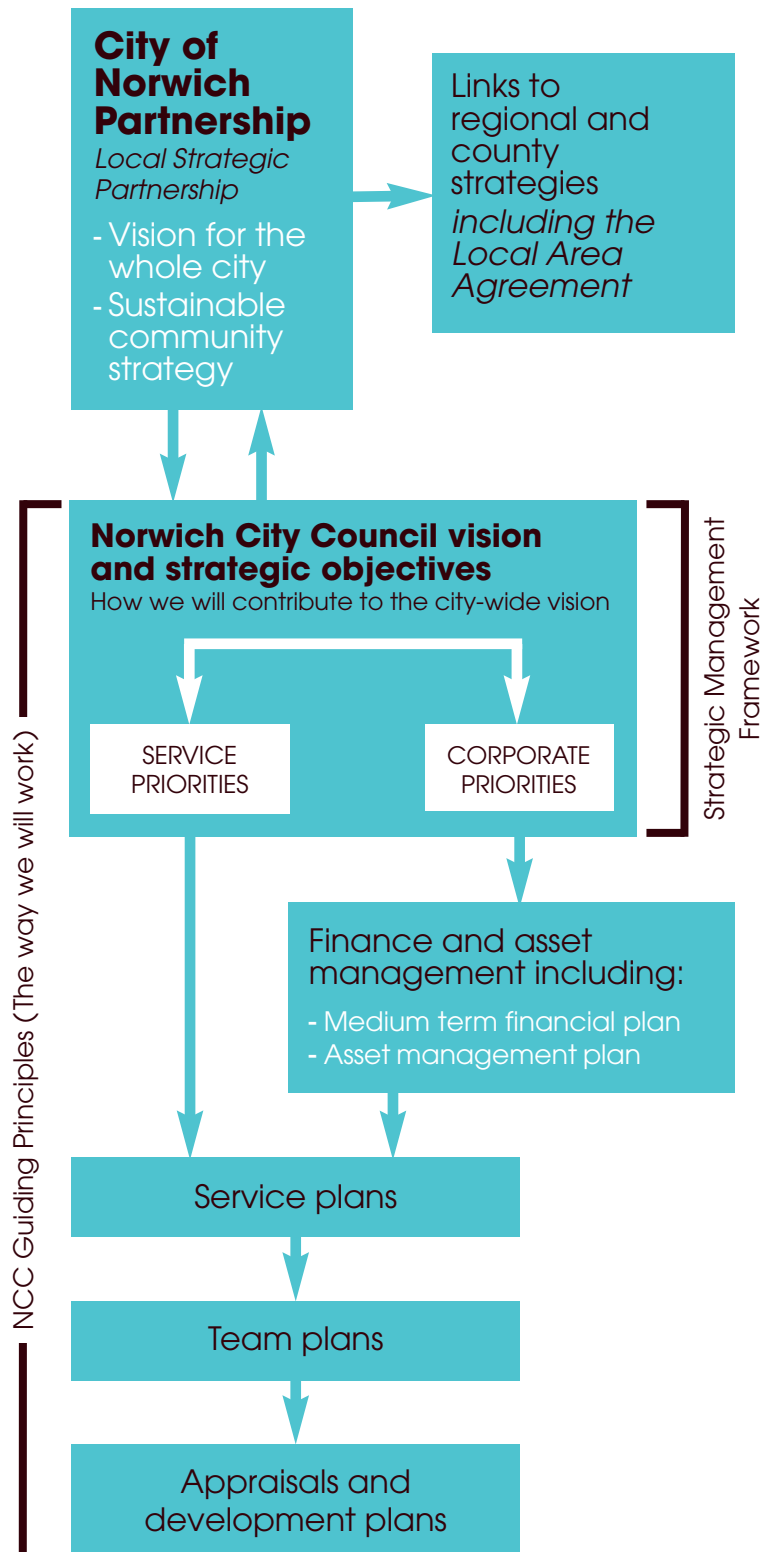 City of
Norwich
Partnership
Local Strategic
Partnership
- Vision for the
whole city
- Sustainable
community
strategy
Links to
regional and
county
strategies
including the
Local Area
Agreement
Norwich City Council vision
and strategic objectives
How we will contribute to the city-wide vision
SERVICE
PRIORITIES
CORPORATE
PRIORITIES
Strategic Management
Framework
NCC Guiding Principles (The way we will work)
Finance and asset
management including:
- Medium term financial plan
- Asset management plan
Service plans
Team plans
Appraisals and
development plans